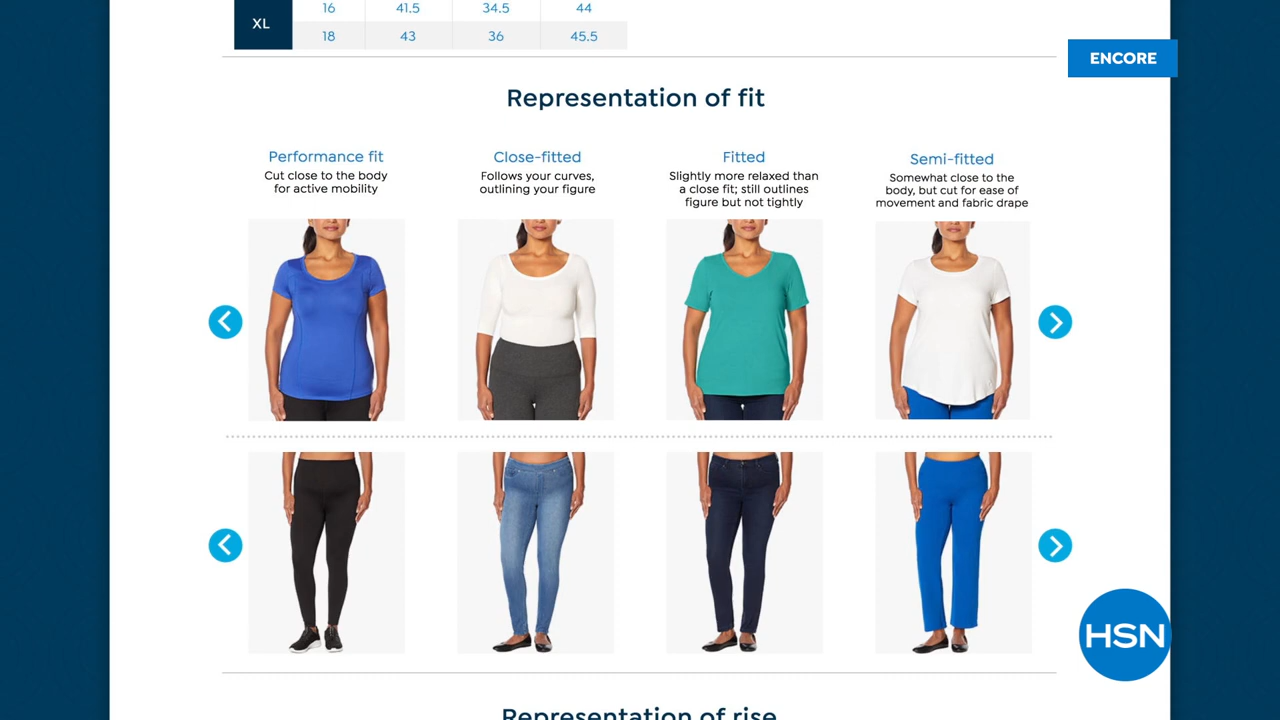 16 41.5 34.5 44
XL
18 43 36 45.5
ENCORE
Representation of fit
Performance fit
Cut close to the body
for active mobility
Close-fitted
Follows your curves,
outlining your figure
Fitted
Slightly more relaxed than
a close fit; still outlines
figure but not tightly
Semi-fitted
Somewhat close to the
body, but cut for ease of
movement and fabric drape
HSN
Representation of rise